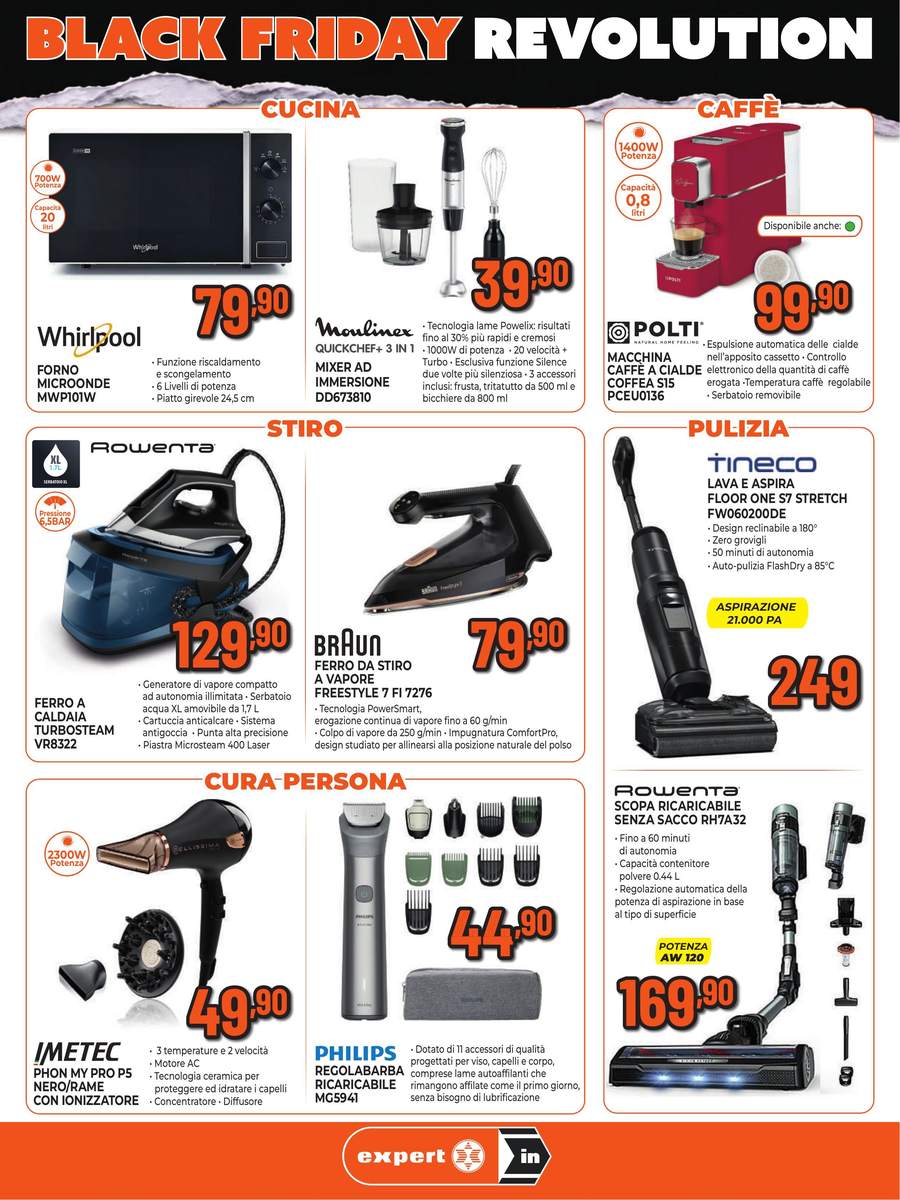 BLACK FRIDAY REVOLUTION
CUCINA
700W
Potenza
Capacità
20
litri
Whirlpool
79,90
Whirlpool
FORNO
MICROONDE
MWP101W
• Funzione riscaldamento
e scongelamento
• 6 Livelli di potenza
• Piatto girevole 24,5 cm
39,90
Moulinex
QUICKCHEF+ 3 IN 1
MIXER AD
IMMERSIONE
DD673810
• Tecnologia lame Powelix: risultati
fino al 30% più rapidi e cremosi
• 1000W di potenza • 20 velocità +
Turbo • Esclusiva funzione Silence
due volte più silenziosa • 3 accessori
inclusi: frusta, tritatutto da 500 ml e
bicchiere da 800 ml
CAFFÈ
1400W
Potenza
Capacità
0,8
litri
Disponibile anche:
99,90
POLTI
NATURAL HOME FEELING
MACCHINA
CAFFÈ A CIALDE
COFFEA S15
PCEU0136
• Espulsione automatica delle cialde
nell'apposito cassetto • Controllo
elettronico della quantità di caffè
erogata •Temperatura caffè regolabile
• Serbatoio removibile
STIRO
XL
1.7L
SERBATOIO XL
Rowenta
Pressione
6,5BAR
129,90
FERRO A
CALDAIA
TURBOSTEAM
VR8322
• Generatore di vapore compatto
ad autonomia illimitata • Serbatoio
acqua XL amovibile da 1,7 L
• Cartuccia anticalcare • Sistema
antigoccia • Punta alta precisione
• Piastra Microsteam 400 Laser
BRAUN
79,90
FERRO DA STIRO
A VAPORE
FREESTYLE 7 FI 7276
• Tecnologia PowerSmart,
erogazione continua di vapore fino a 60 g/min
• Colpo di vapore da 250 g/min • Impugnatura ComfortPro,
design studiato per allinearsi alla posizione naturale del polso
PULIZIA
TINECO
LAVA E ASPIRA
FLOOR ONE S7 STRETCH
FW060200DE
• Design reclinabile a 180°
• Zero grovigli
• 50 minuti di autonomia
• Auto-pulizia FlashDry a 85°C
ASPIRAZIONE
21.000 PA
249
Rowenta
SCOPA RICARICABILE
SENZA SACCO RH7A32
• Fino a 60 minuti
di autonomia
• Capacità contenitore
polvere 0.44 L
• Regolazione automatica della
potenza di aspirazione in base
al tipo di superficie
POTENZA
AW 120
169,90
CURA PERSONA
2300W
Potenza
BELLISSIMA
49,90
IMETEC
PHON MY PRO P5
NERO/RAME
CON IONIZZATORE
• 3 temperature e 2 velocità
• Motore AC
• Tecnologia ceramica per
proteggere ed idratare i capelli
• Concentratore • Diffusore
PHILIPS
44,90
PHILIPS
REGOLABARBA
RICARICABILE
MG5941
• Dotato di 11 accessori di qualità
progettati per viso, capelli e corpo,
comprese lame autoaffilanti che
rimangono affilate come il primo giorno,
senza bisogno di lubrificazione
expert in